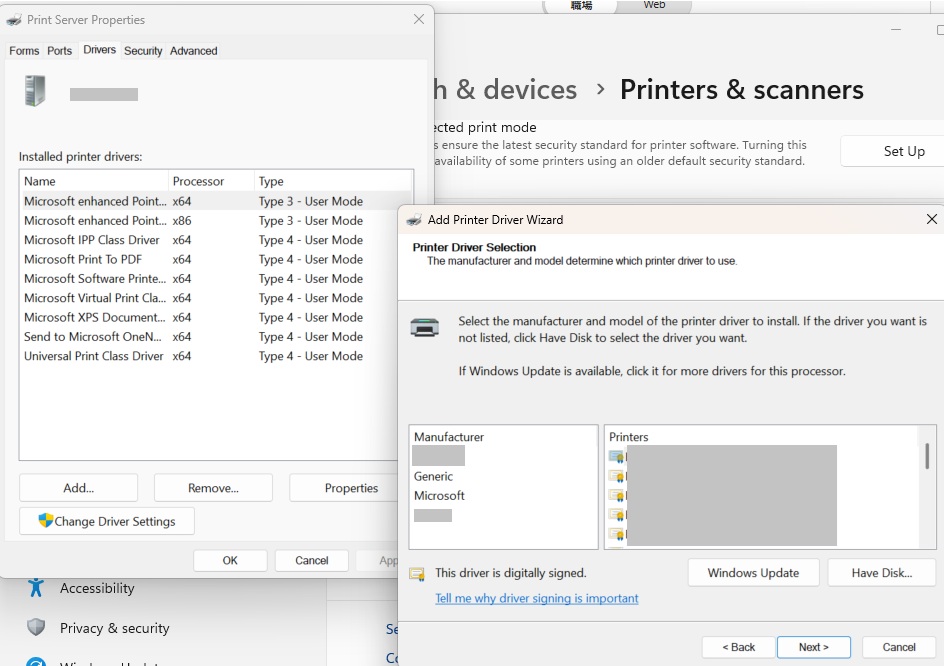 職場
Web
Print Server Properties
Forms Ports Drivers Security Advanced
h & devices › Printers & scanners
ected print mode
s ensure the latest security standard for printer software. Turning this
availability of some printers using an older default security standard.
Set Up
Installed printer drivers:
Name Processor Type
Microsoft enhanced Point... x64 Type 3 - User Mode
Microsoft enhanced Point... x86 Type 3 - User Mode
Microsoft IPP Class Driver x64 Type 4 - User Mode
Microsoft Print To PDF x64 Type 4 - User Mode
Microsoft Software Printe... x64 Type 4 - User Mode
Microsoft Virtual Print Cla... x64 Type 4 - User Mode
Microsoft XPS Document... x64 Type 4 - User Mode
Send to Microsoft OneN... x64 Type 4 - User Mode
Universal Print Class Driver x64 Type 4 - User Mode
Add... Remove... Properties
Change Driver Settings
OK Cancel App
Add Printer Driver Wizard
Printer Driver Selection
The manufacturer and model determine which printer driver to use.
Select the manufacturer and model of the printer driver to install. If the driver you want is
not listed, click Have Disk to select the driver you want.
If Windows Update is available, click it for more drivers for this processor.
Manufacturer
Generic
Microsoft
Printers
This driver is digitally signed.
Tell me why driver signing is important
Windows Update Have Disk...
< Back Next > Cancel
Accessibility
Privacy & security
Windows Update
Se
Co